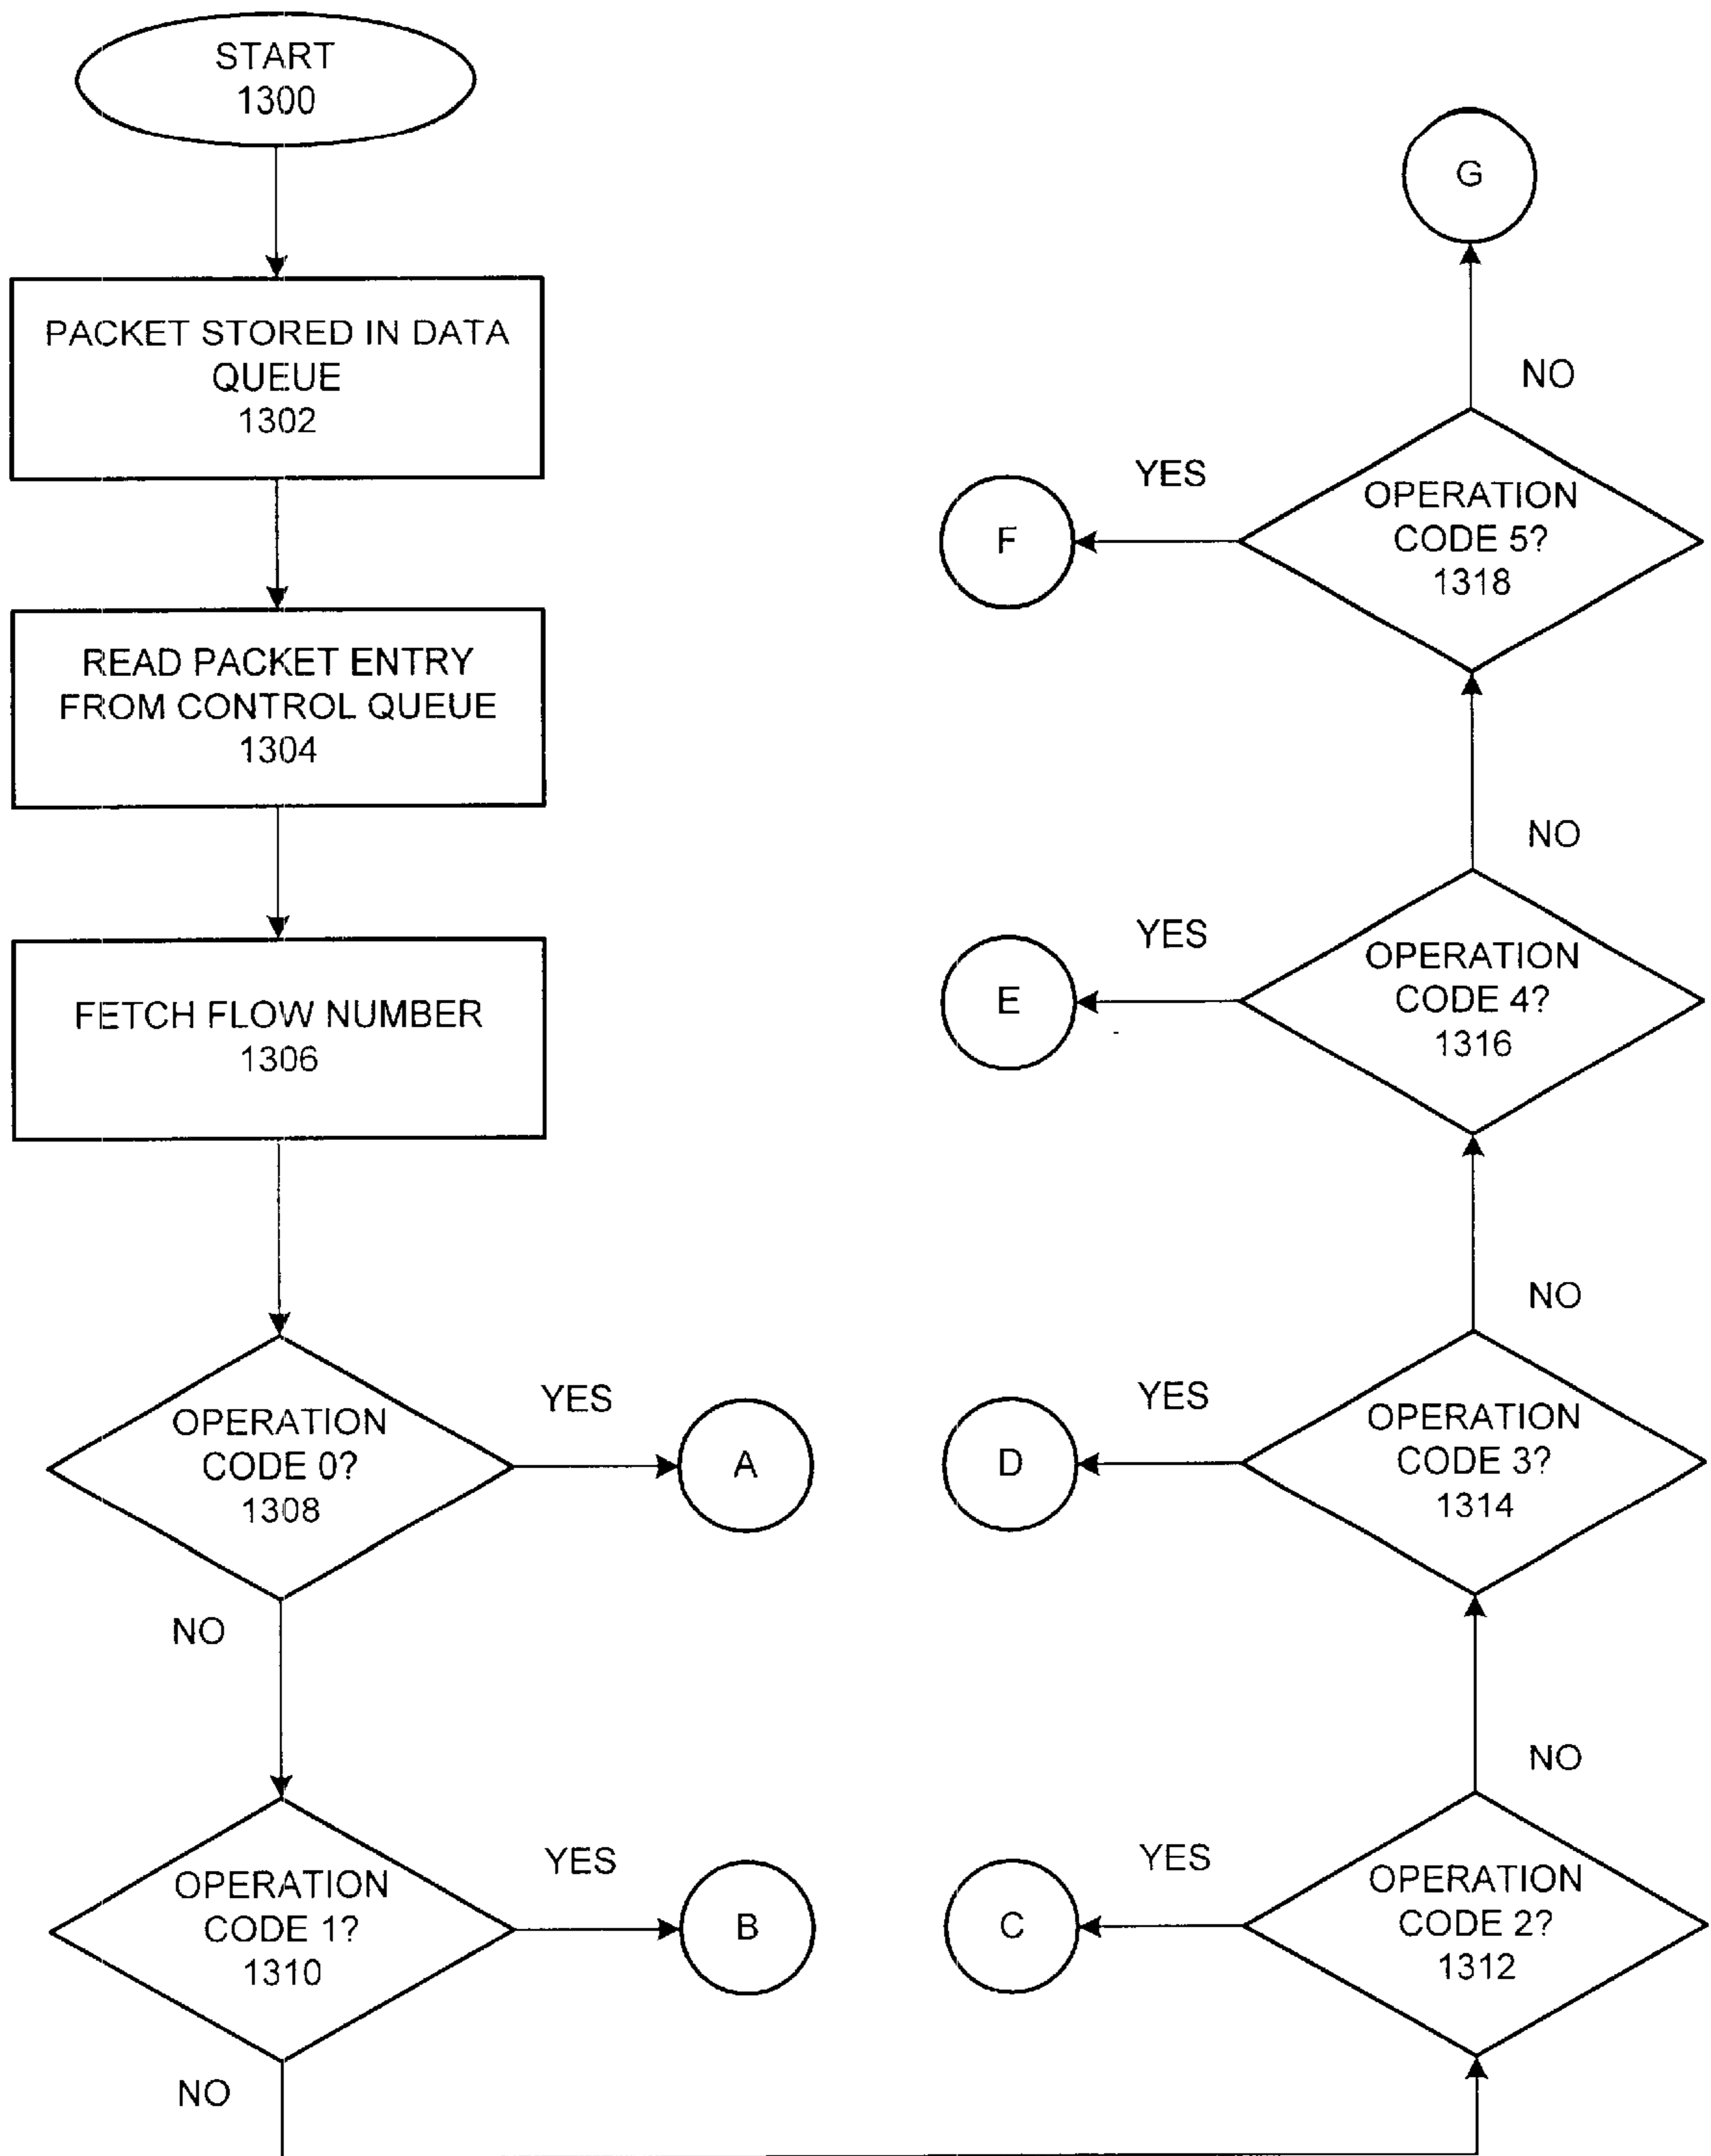 START
1300
PACKET STORED IN DATA
QUEUE
1302
READ PACKET ENTRY
FROM CONTROL QUEUE
1304
FETCH FLOW NUMBER
1306
OPERATION
CODE 0?
1308
YES
A
NO
OPERATION
CODE 1?
1310
YES
B
NO
OPERATION
CODE 2?
1312
YES
C
NO
OPERATION
CODE 3?
1314
YES
D
NO
OPERATION
CODE 4?
1316
YES
E
NO
OPERATION
CODE 5?
1318
YES
F
NO
G